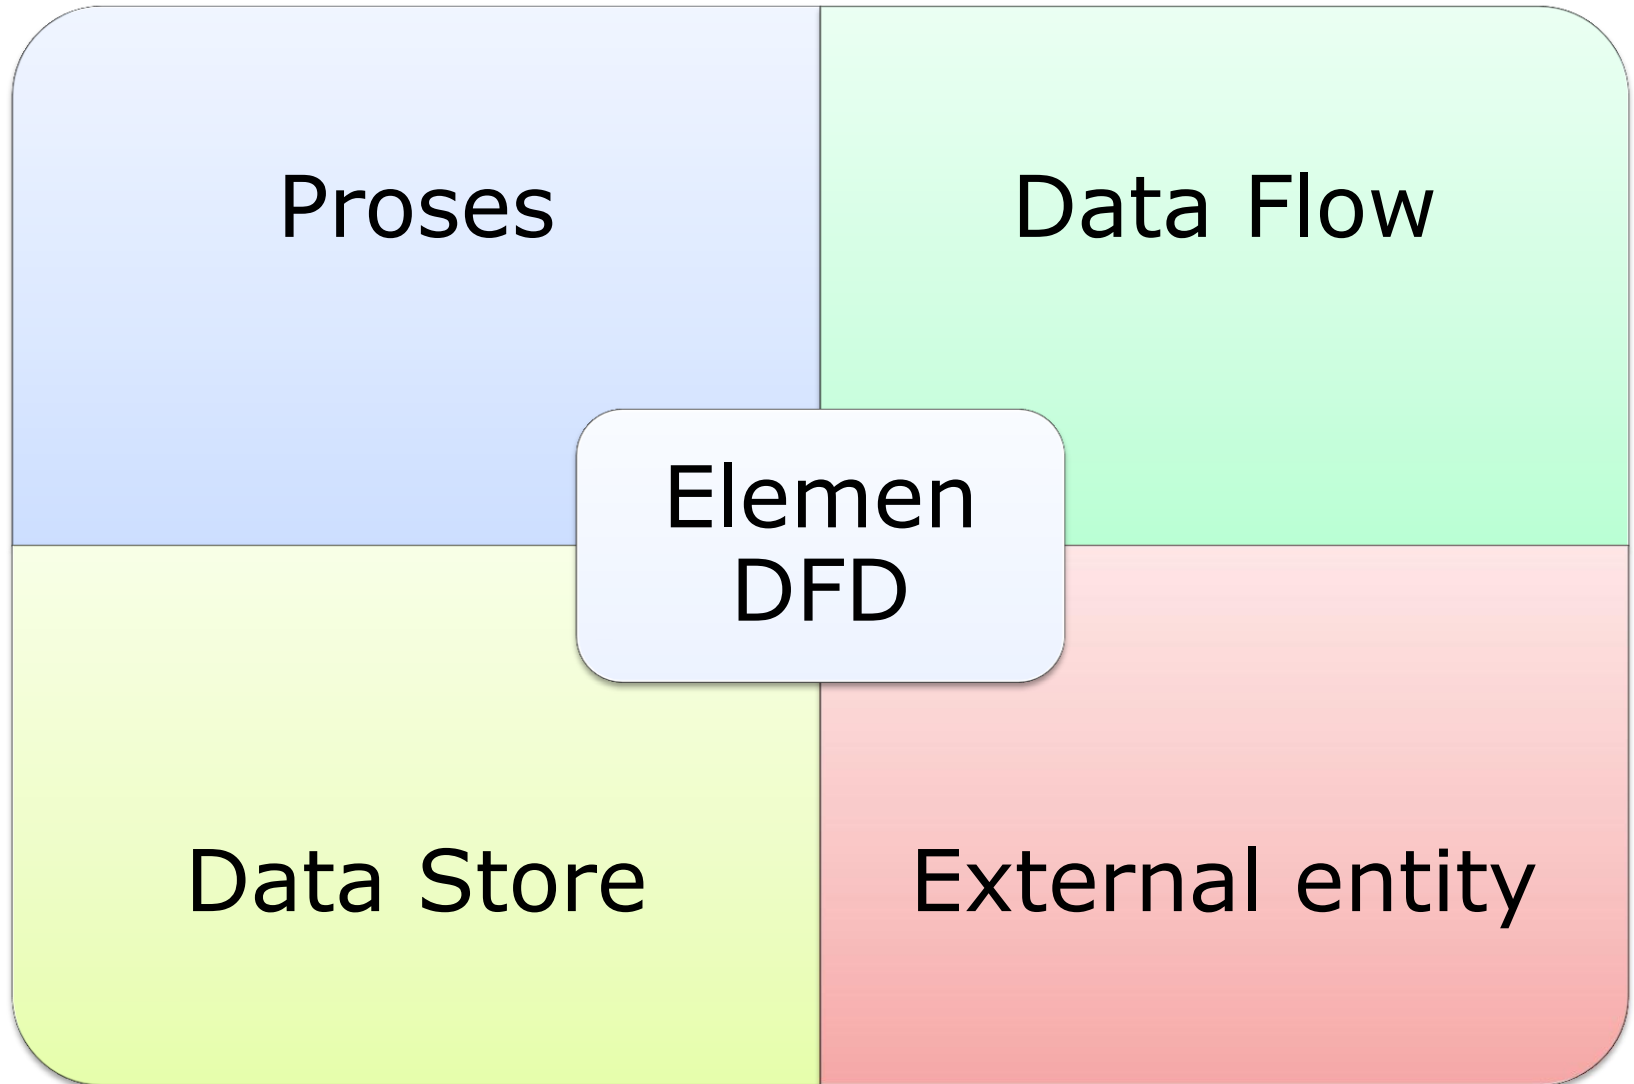 Proses
Data Flow
Elemen
DFD
Data Store
External entity